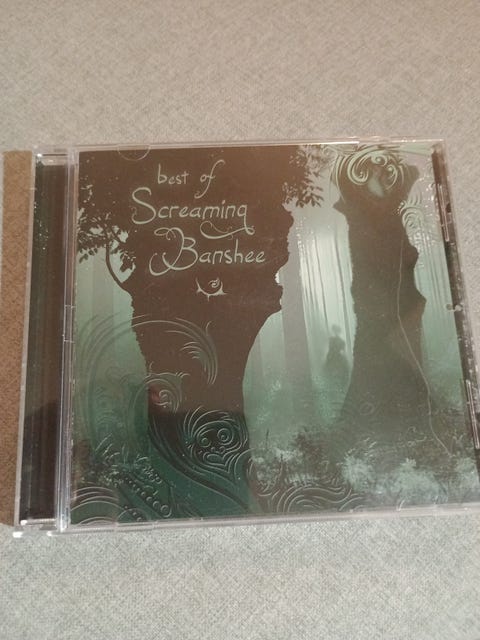 best of
Screaming
Banshee